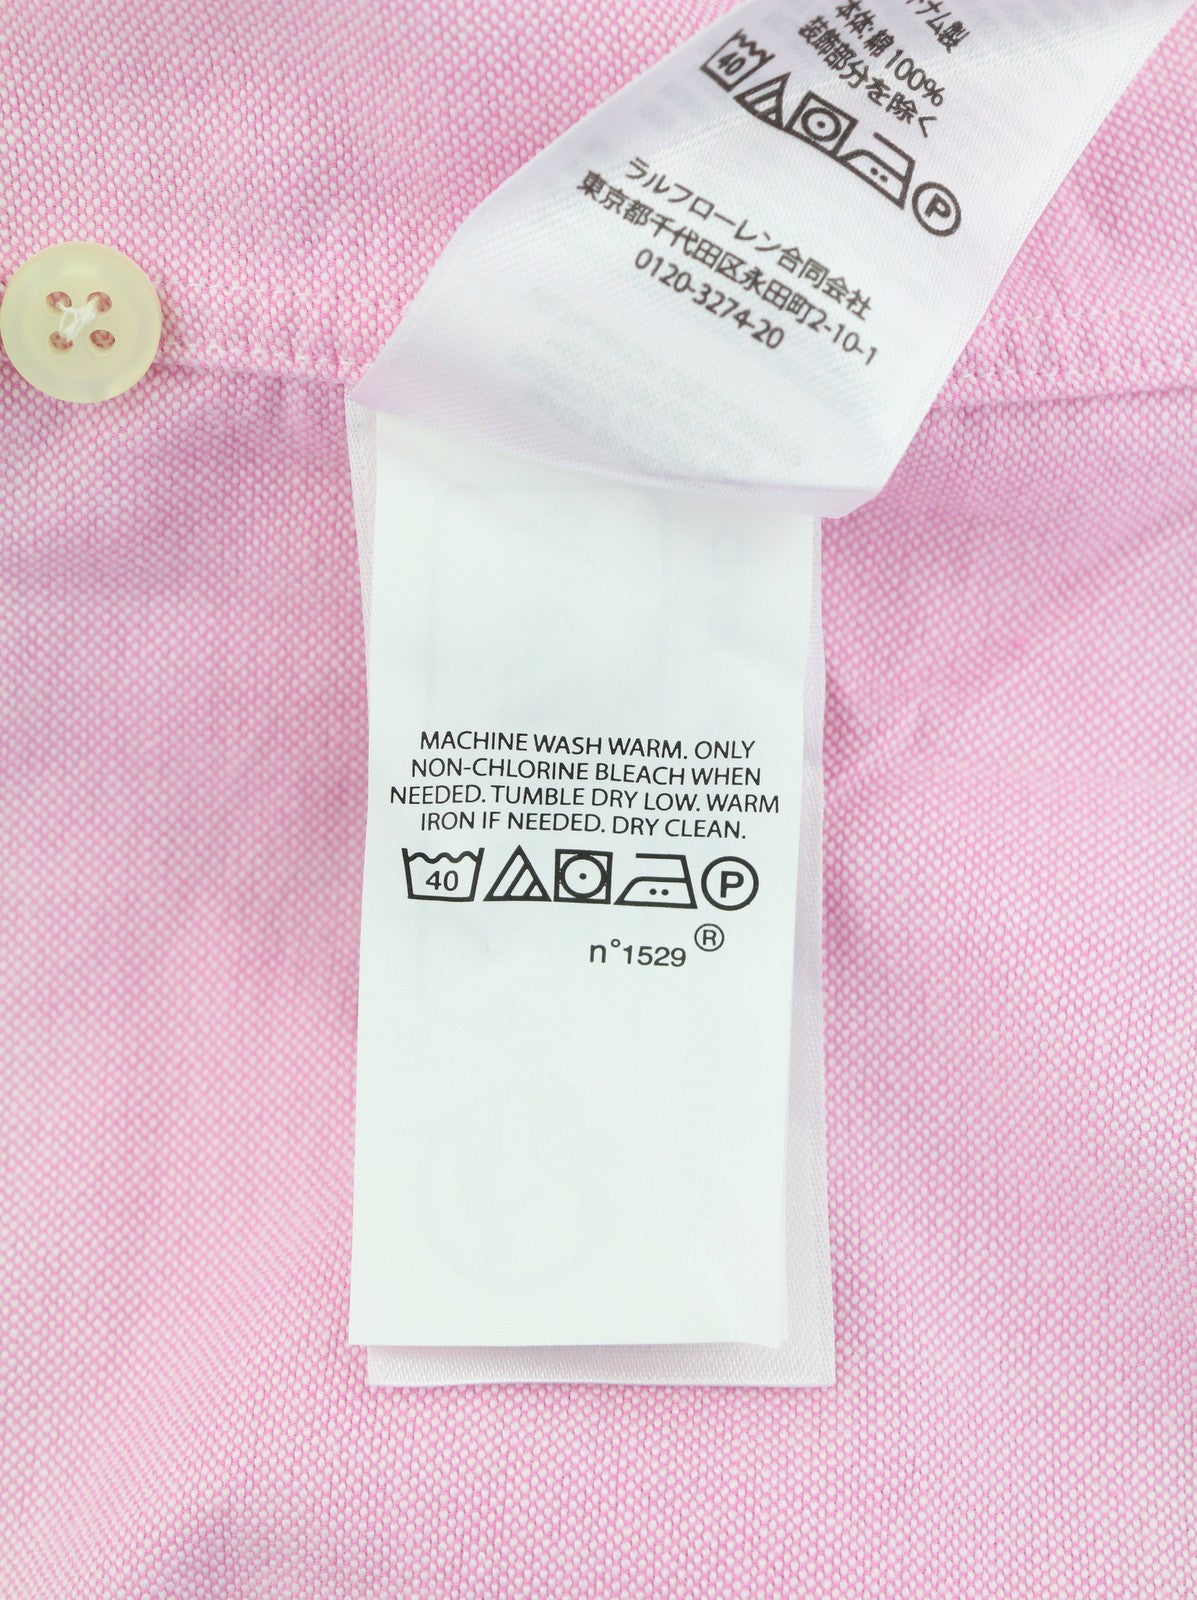 本体: 綿 100%
装飾部分を除く
40
P
ラルフローレン合同会社
東京都千代田区永田町2-10-1
0120-3274-20
MACHINE WASH WARM. ONLY
NON-CHLORINE BLEACH WHEN
NEEDED. TUMBLE DRY LOW. WARM
IRON IF NEEDED. DRY CLEAN.
40 P
n°1529 ®